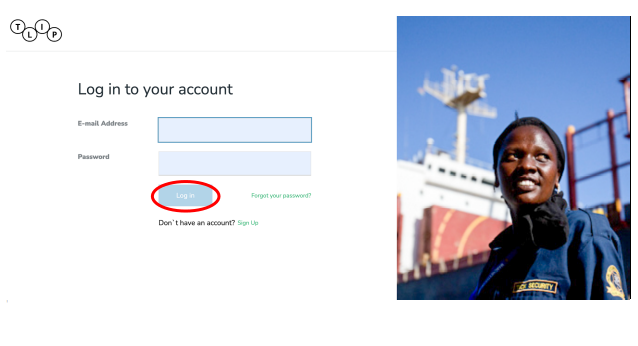 TLIP
Log in to your account
E-mail Address
Password
Log in
Forgot your password?
Don´t have an account? Sign Up
SECURITY